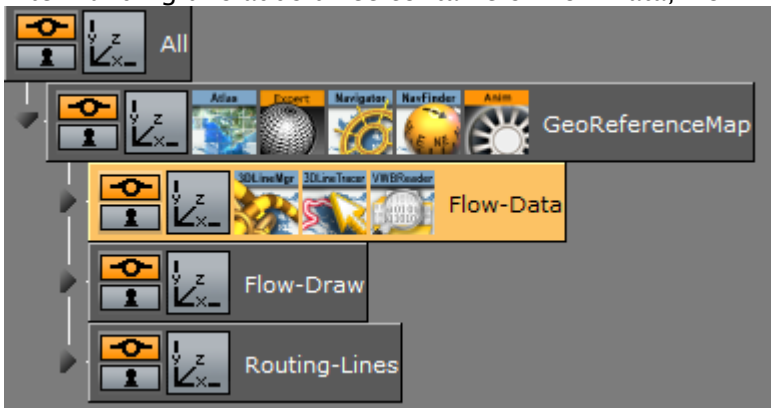 All
Atlas Expert Navigator NavFinder Anim GeoReferenceMap
3DLineMgr 3DLineTracer VWBReader Flow-Data
Flow-Draw
Routing-Lines